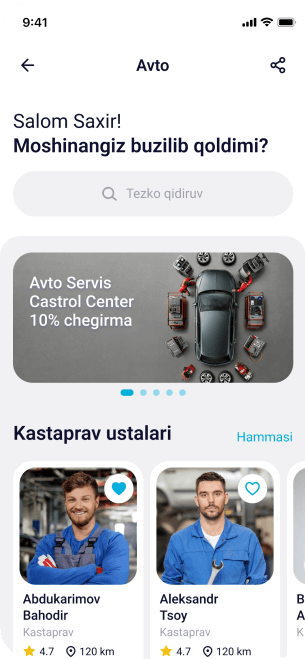 9:41
Avto
Salom Saxir!
Moshinangiz buzilib qoldimi?
Tezko qidiruv
Avto Servis
Castrol Center
10% chegirma
Kastaprav ustalari
Hammasi
Abdukarimov
Bahodir
Kastaprav
4.7
120 km
Aleksandr
Tsoy
Kastaprav
4.7
120 km
B
A
K